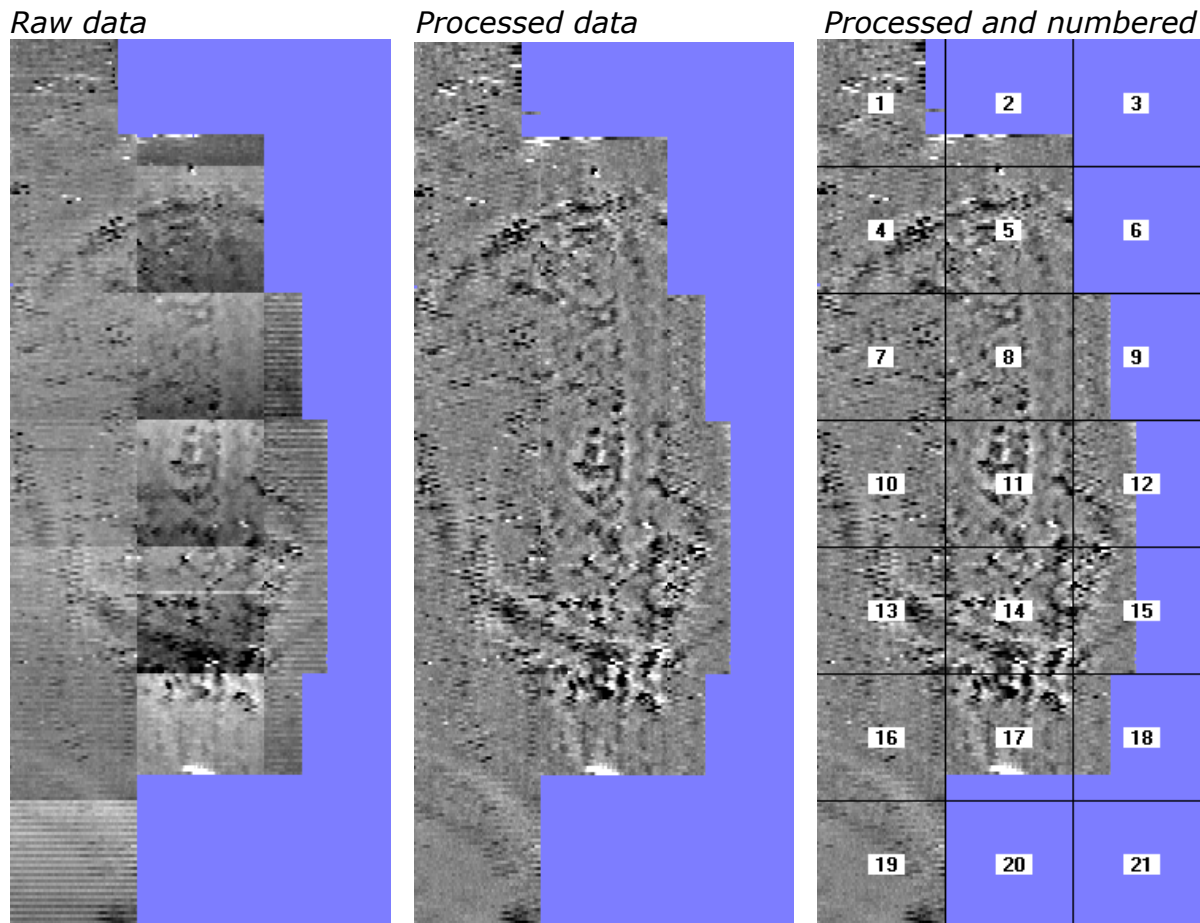 Raw data
Processed data
Processed and numbered
1 2 3
4 5 6
7 8 9
10 11 12
13 14 15
16 17 18
19 20 21